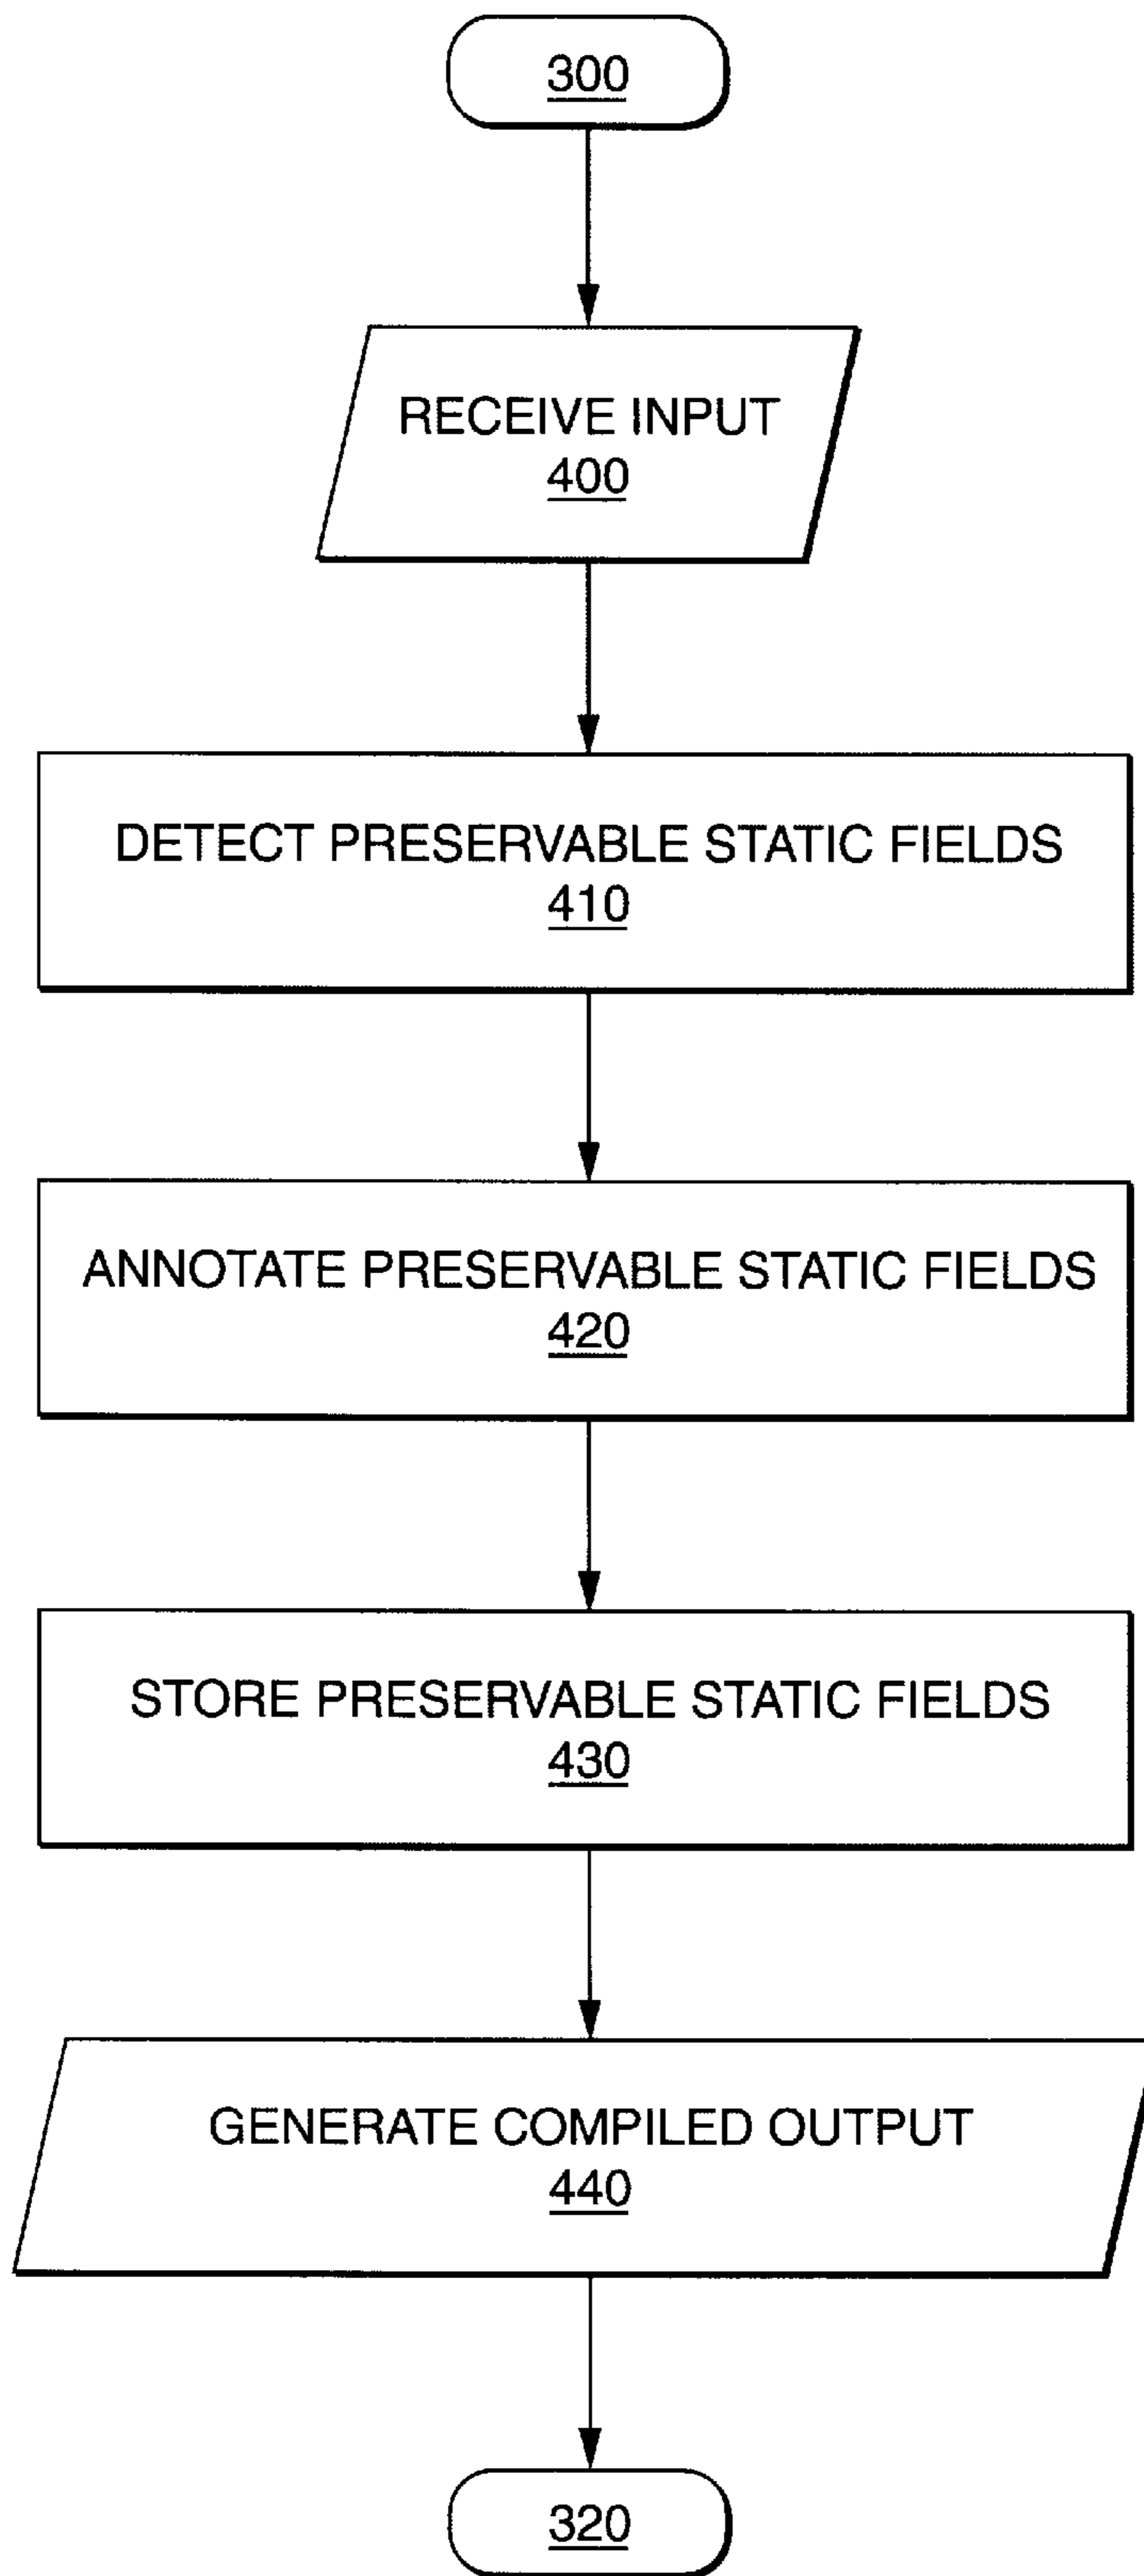 300
RECEIVE INPUT
400
DETECT PRESERVABLE STATIC FIELDS
410
ANNOTATE PRESERVABLE STATIC FIELDS
420
STORE PRESERVABLE STATIC FIELDS
430
GENERATE COMPILED OUTPUT
440
320